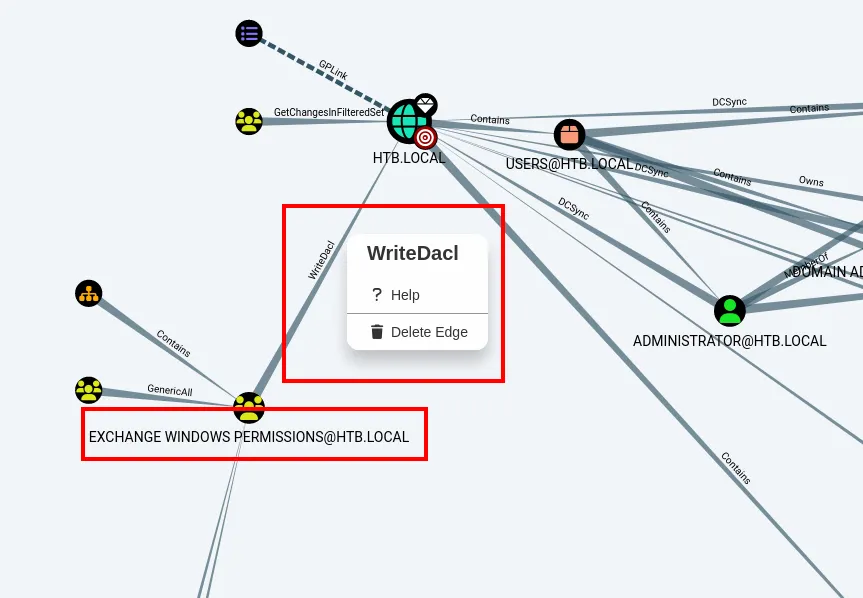 GPLink
GetChangesInFilteredSet
HTB.LOCAL
Contains
DCSync
Contains
USERS@HTB.LOCAL
DCSync
Contains
Owns
DCSync
Contains
WriteDacl
WriteDacl
? Help
Delete Edge
MemberOf
DOMAIN AD
ADMINISTRATOR@HTB.LOCAL
Contains
GenericAll
EXCHANGE WINDOWS PERMISSIONS@HTB.LOCAL
Contains